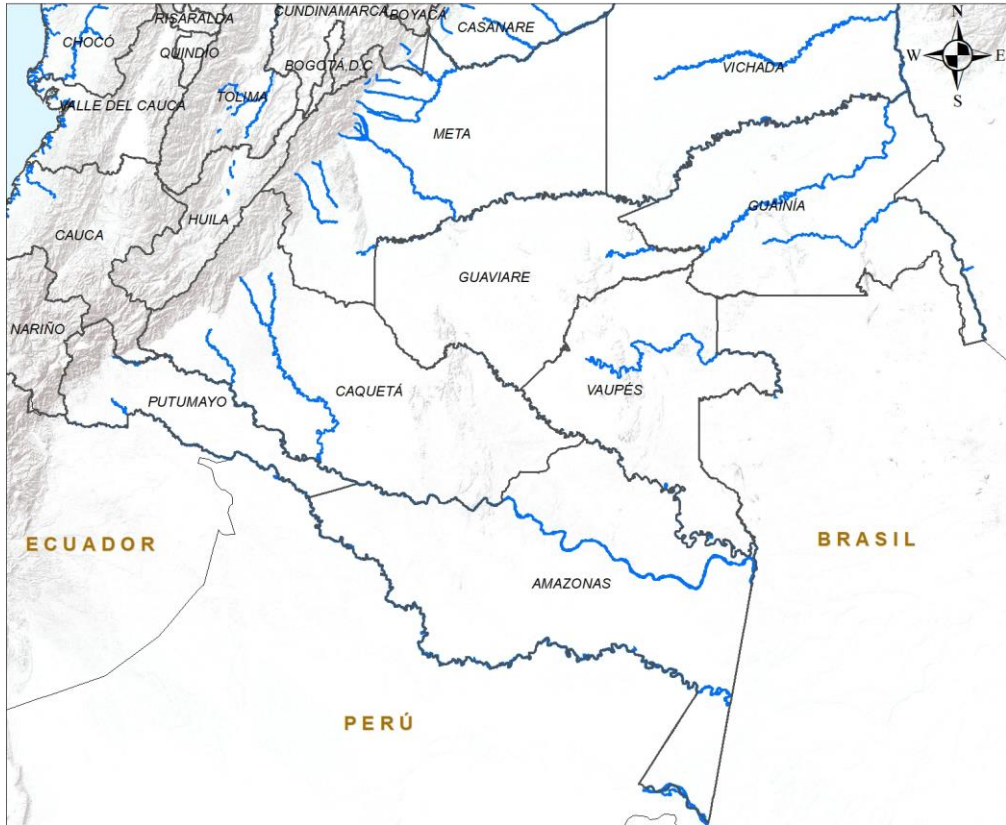 CUNDINAMARCA
BOYACÁ
RISARALDA
CASANARE
N
CHOCÓ
QUINDÍO
BOGOTÁ D.C
VICHADA
W
E
S
VALLE DEL CAUCA
TOLIMA
META
GUAINÍA
HUILA
CAUCA
GUAVIARE
NARIÑO
VAUPÉS
CAQUETÁ
PUTUMAYO
ECUADOR
BRASIL
AMAZONAS
PERÚ